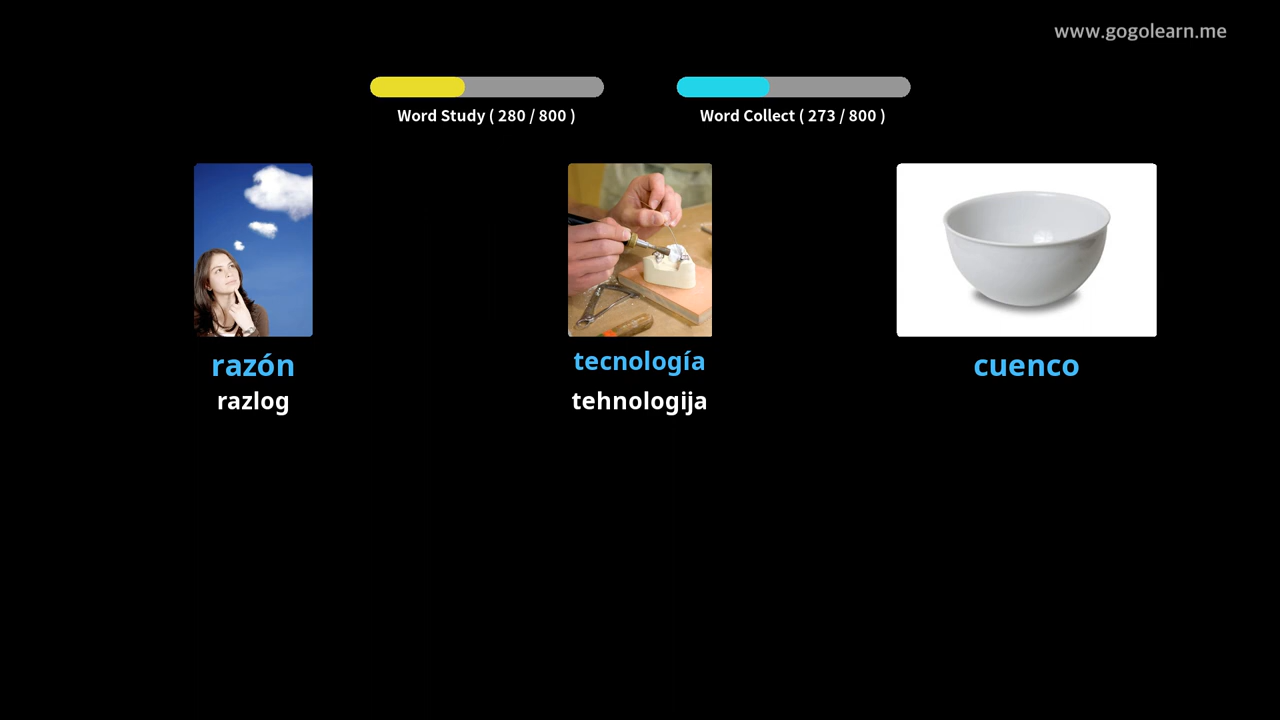 www.gogolearn.me
Word Study ( 280 / 800 )
Word Collect ( 273 / 800 )
razón
razlog
tecnología
tehnologija
cuenco